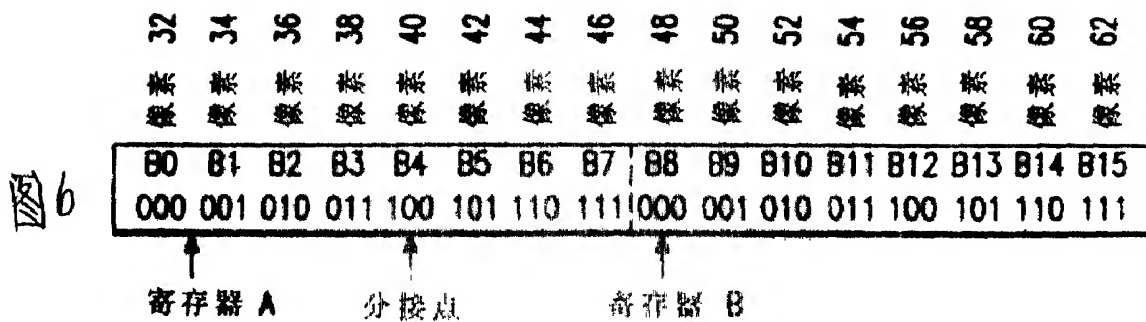 像素 32 像素 34 像素 36 像素 38 像素 40 像素 42 像素 44 像素 46 像素 48 像素 50 像素 52 像素 54 像素 56 像素 58 像素 60 像素 62
B0 B1 B2 B3 B4 B5 B6 B7 B8 B9 B10 B11 B12 B13 B14 B15
图6 000 001 010 011 100 101 110 111 000 001 010 011 100 101 110 111
寄存器 A 分接点 寄存器 B